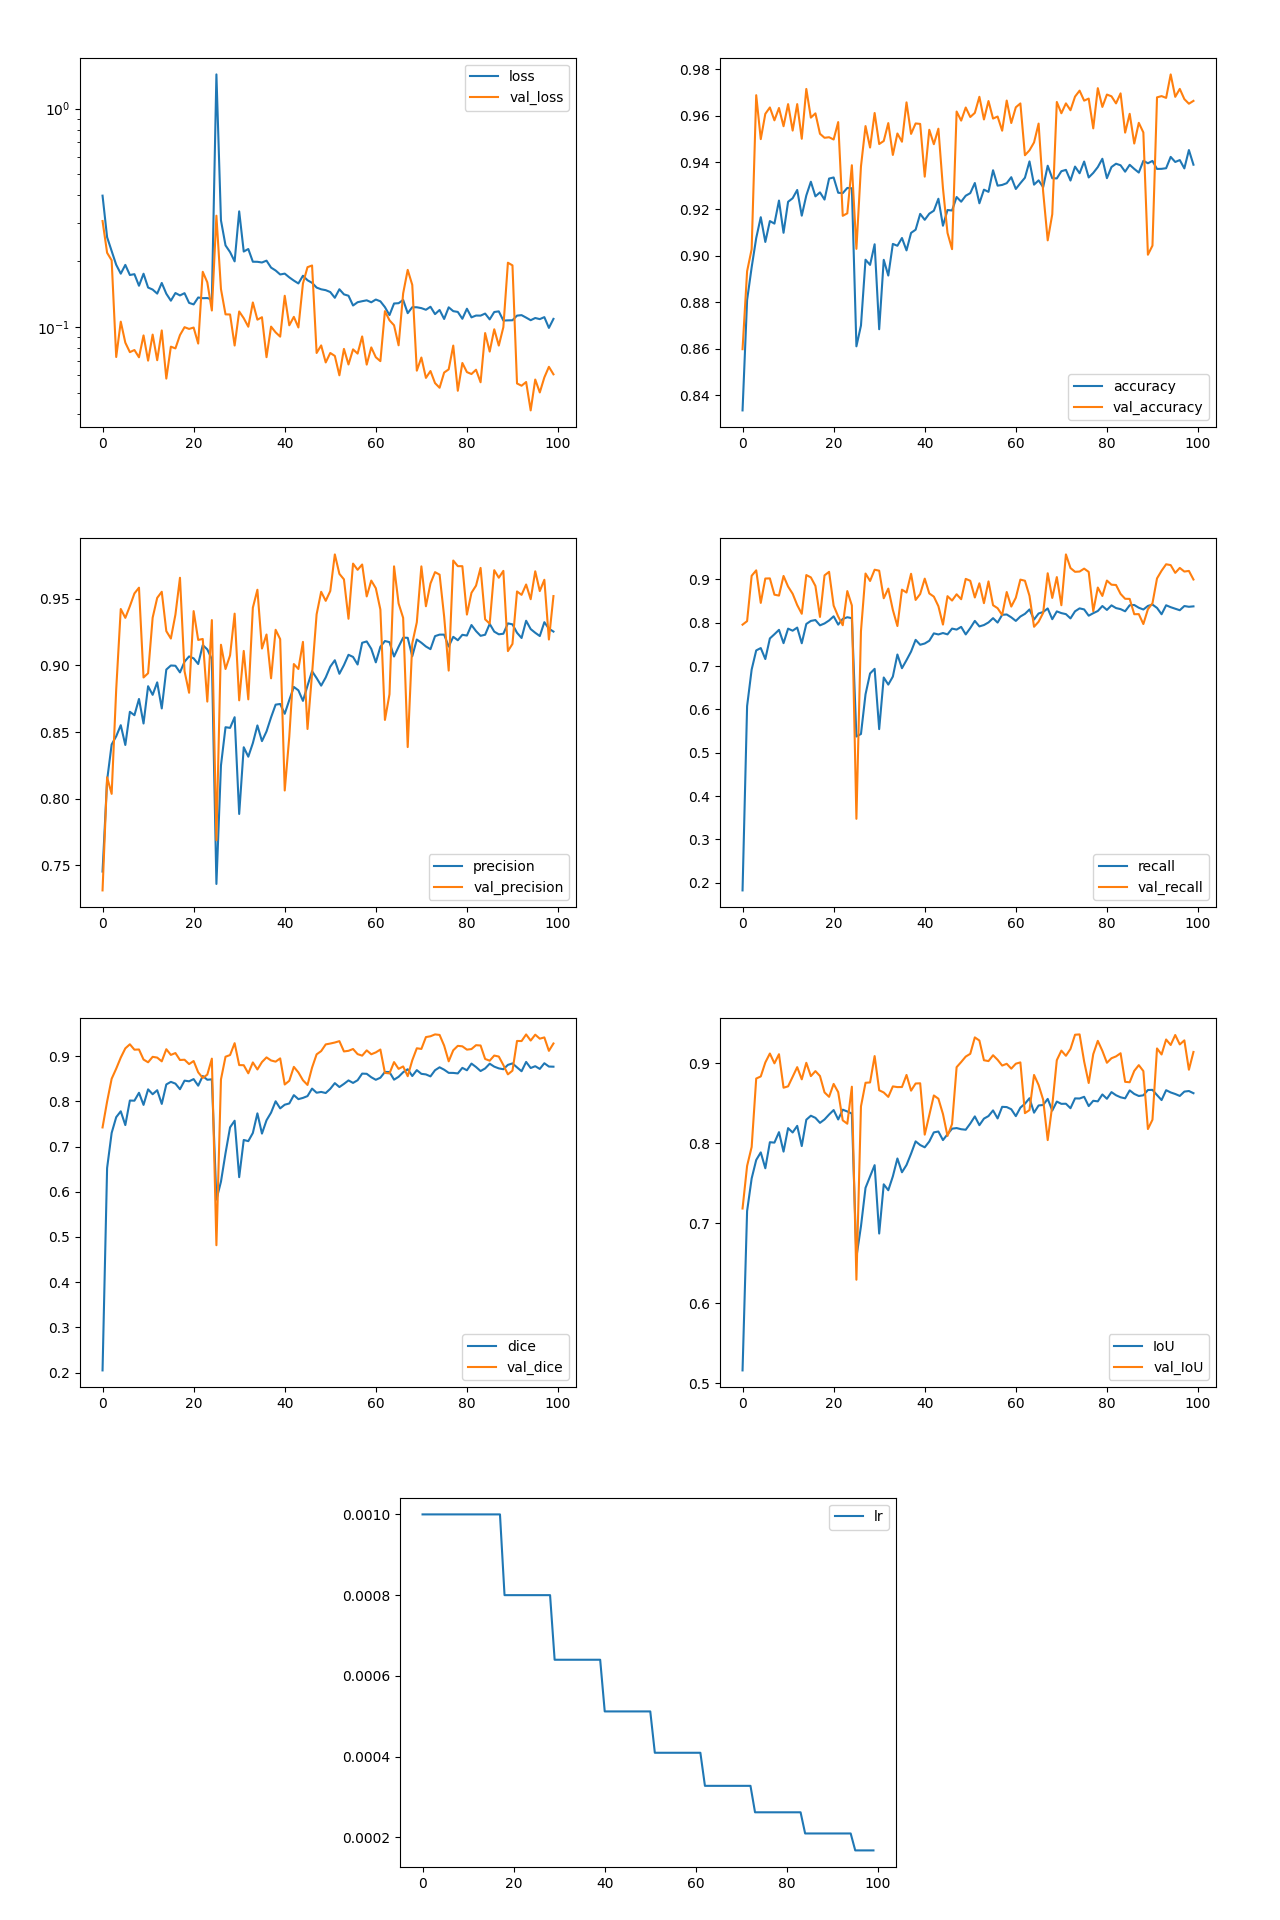 loss
val_loss
10⁰
10⁻¹
0 20 40 60 80 100
accuracy
val_accuracy
0.98
0.96
0.94
0.92
0.90
0.88
0.86
0.84
0 20 40 60 80 100
precision
val_precision
0.95
0.90
0.85
0.80
0.75
0 20 40 60 80 100
recall
val_recall
0.9
0.8
0.7
0.6
0.5
0.4
0.3
0.2
0 20 40 60 80 100
dice
val_dice
0.9
0.8
0.7
0.6
0.5
0.4
0.3
0.2
0 20 40 60 80 100
IoU
val_IoU
0.9
0.8
0.7
0.6
0.5
0 20 40 60 80 100
lr
0.0010
0.0008
0.0006
0.0004
0.0002
0 20 40 60 80 100